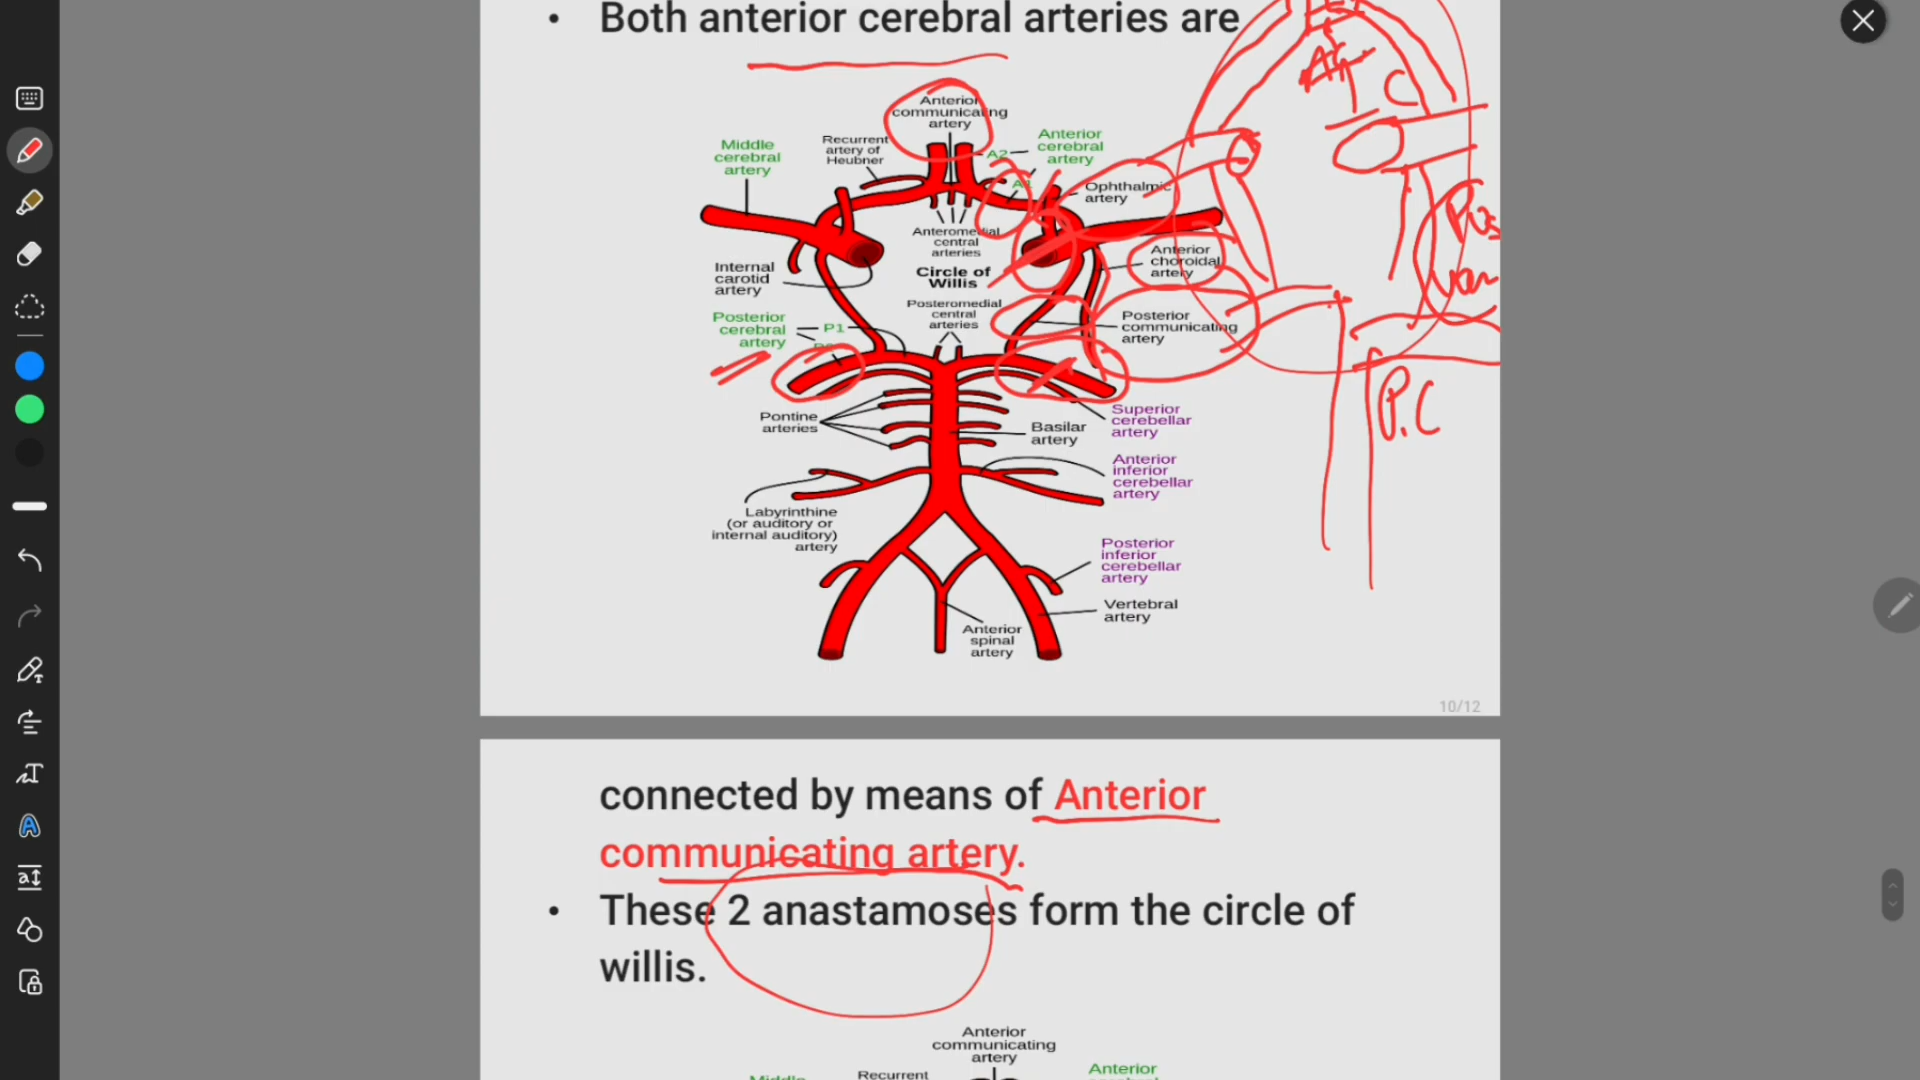 • Both anterior cerebral arteries are
Anterior
communicating
artery
Middle
cerebral
artery
Recurrent
artery of
Heubner
A2
Anterior
cerebral
artery
A1
Ophthalmic
artery
Anteromedial
central
arteries
Circle of
Willis
Anterior
choroidal
artery
Internal
carotid
artery
Posteromedial
central
arteries
Posterior
cerebral
artery
P1
P2
Posterior
communicating
artery
Pontine
arteries
Basilar
artery
Superior
cerebellar
artery
Anterior
inferior
cerebellar
artery
Labyrinthine
(or auditory or
internal auditory)
artery
Posterior
inferior
cerebellar
artery
Vertebral
artery
Anterior
spinal
artery
C
Pos
P.C
10/12
connected by means of Anterior
communicating artery.
• These 2 anastamoses form the circle of
willis.
Anterior
communicating
artery
Middle
Recurrent
Anterior